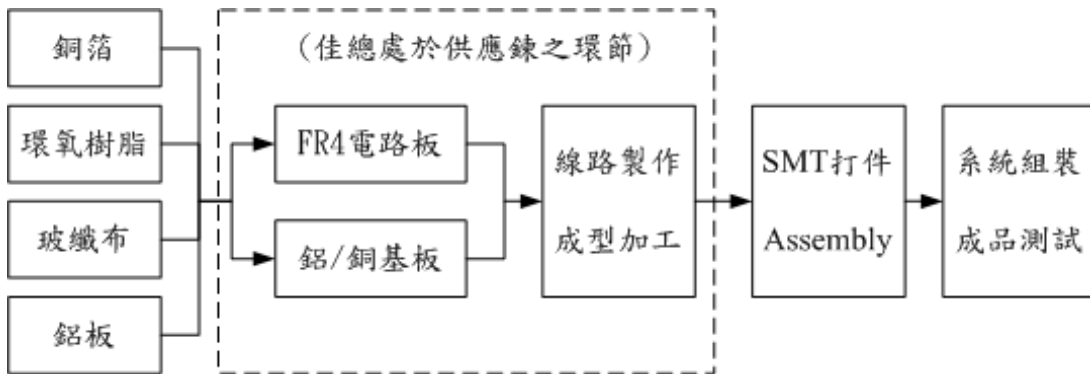 銅箔
環氧樹脂
玻纖布
鋁板
(佳總處於供應鍊之環節)
FR4電路板
鋁/銅基板
線路製作
成型加工
SMT打件
Assembly
系統組裝
成品測試